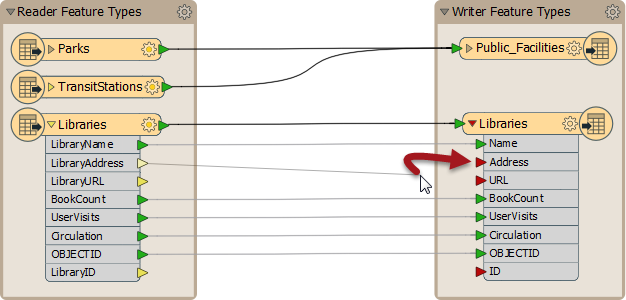 Reader Feature Types
Parks
TransitStations
Libraries
LibraryName
LibraryAddress
LibraryURL
BookCount
UserVisits
Circulation
OBJECTID
LibraryID
Writer Feature Types
Public_Facilities
Libraries
Name
Address
URL
BookCount
UserVisits
Circulation
OBJECTID
ID